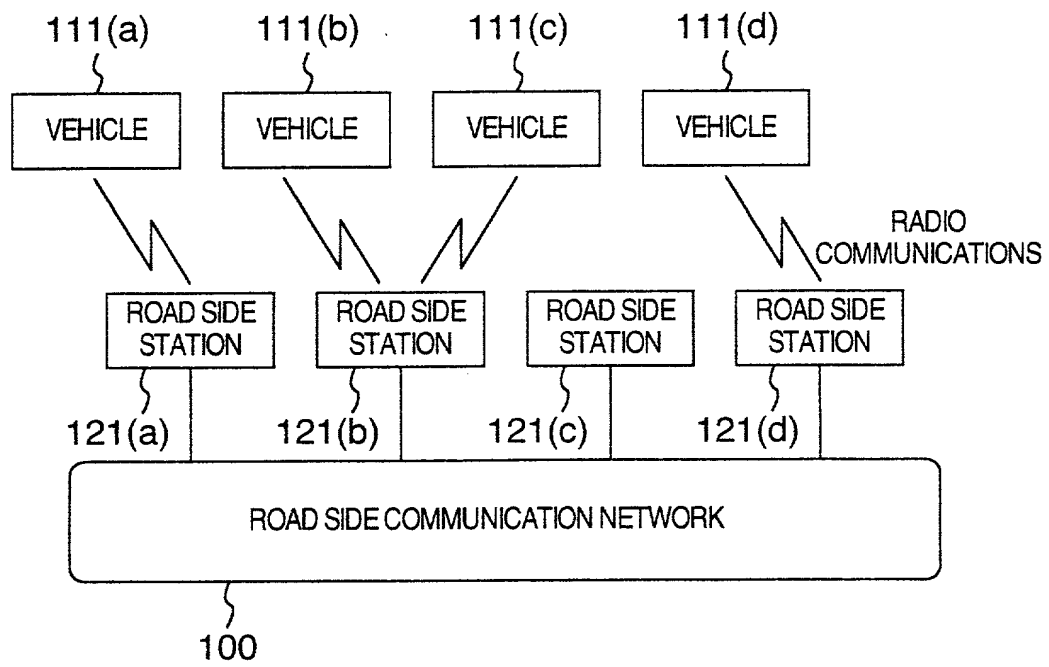 111(a) 111(b) 111(c) 111(d)
VEHICLE VEHICLE VEHICLE VEHICLE
RADIO
COMMUNICATIONS
ROAD SIDE
STATION
ROAD SIDE
STATION
ROAD SIDE
STATION
ROAD SIDE
STATION
121(a) 121(b) 121(c) 121(d)
ROAD SIDE COMMUNICATION NETWORK
100